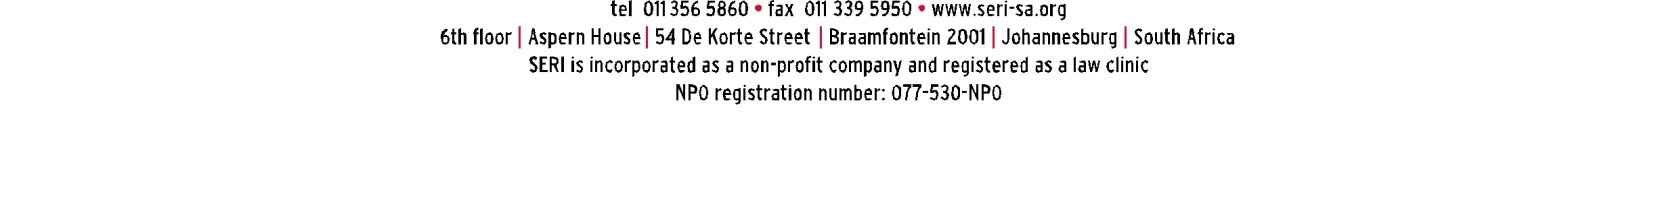 tel 011 356 5860 • fax 011 339 5950 • www.seri-sa.org
6th floor | Aspern House | 54 De Korte Street | Braamfontein 2001 | Johannesburg | South Africa
SERI is incorporated as a non-profit company and registered as a law clinic
NPO registration number: 077-530-NPO